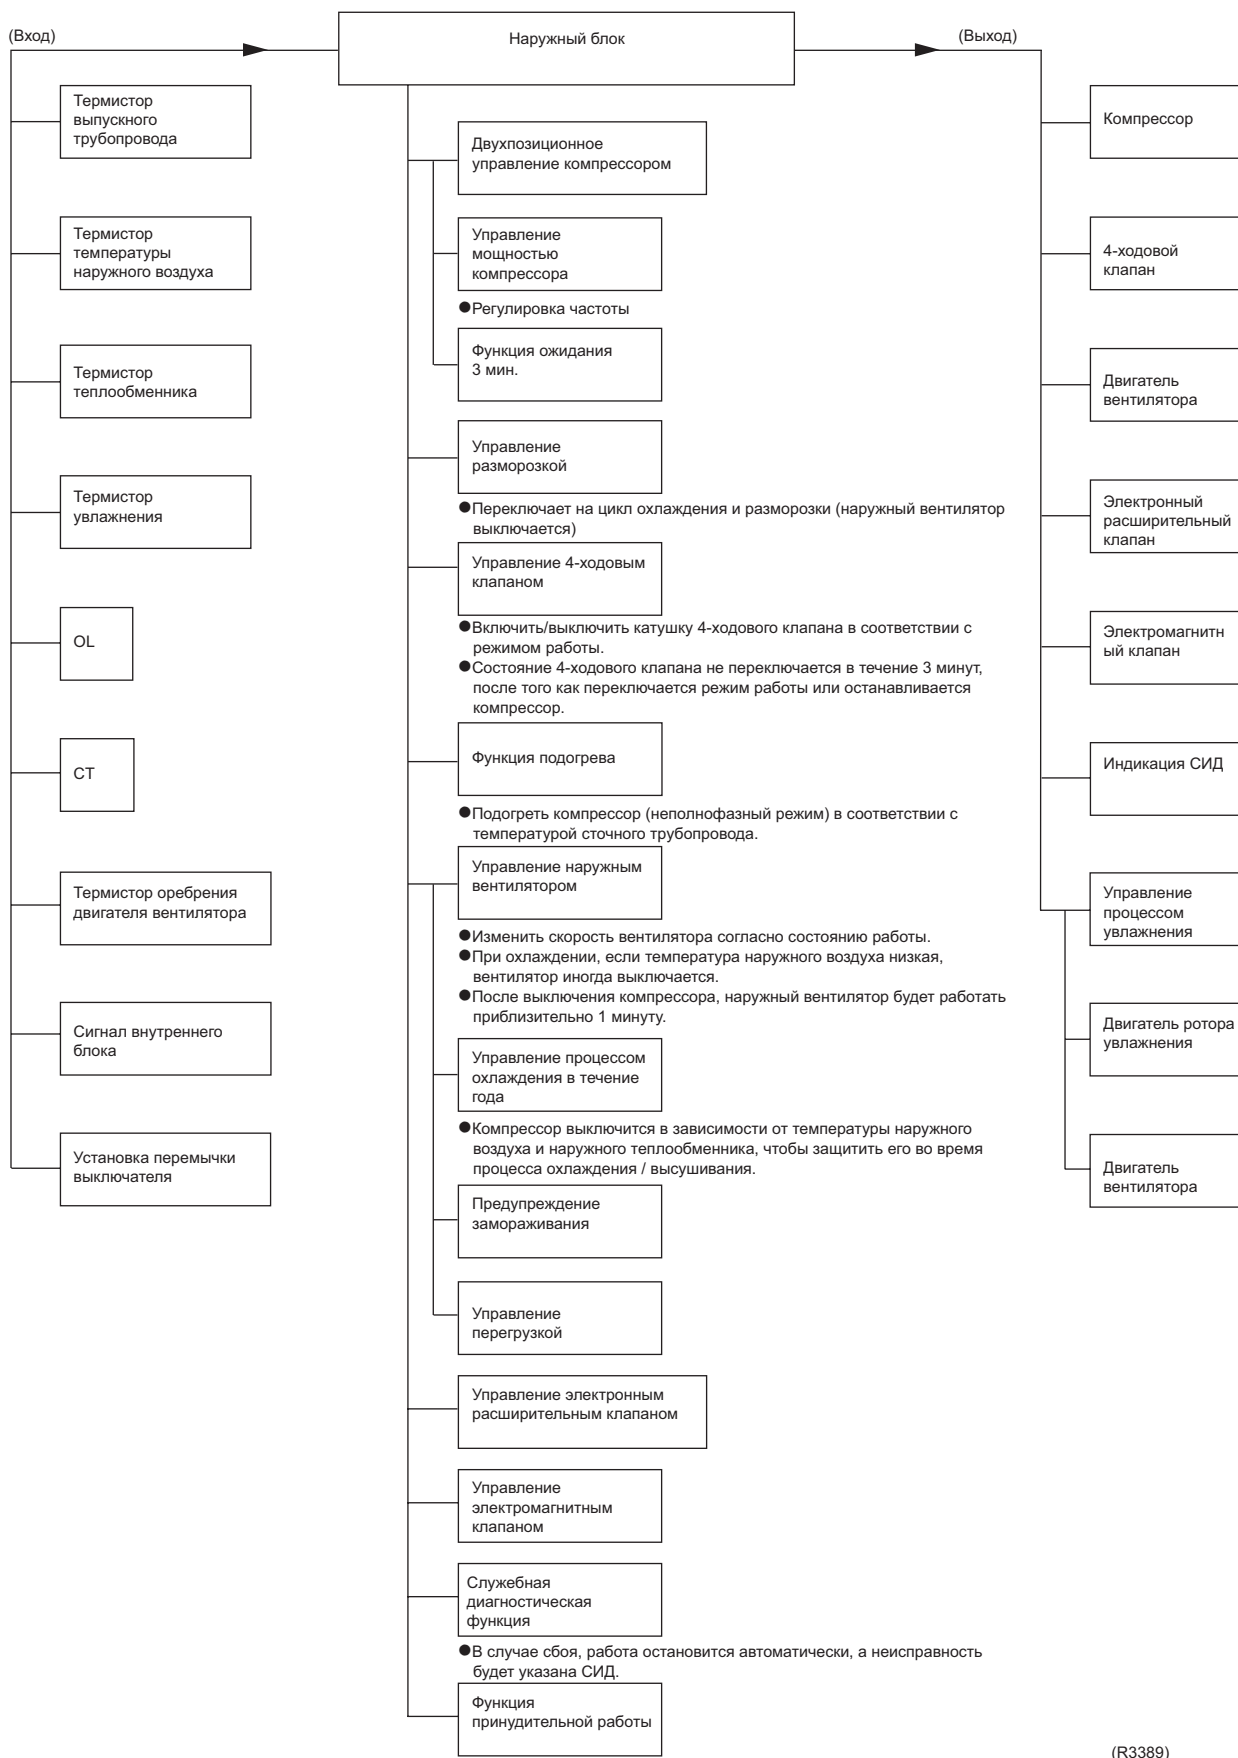 (Вход)
Наружный блок
(Выход)
Термистор
выпускного
трубопровода
Термистор
температуры
наружного воздуха
Термистор
теплообменника
Термистор
увлажнения
OL
CT
Термистор оребрения
двигателя вентилятора
Сигнал внутреннего
блока
Установка перемычки
выключателя
Двухпозиционное
управление компрессором
Управление
мощностью
компрессора
●Регулировка частоты
Функция ожидания
3 мин.
Управление
разморозкой
●Переключает на цикл охлаждения и разморозки (наружный вентилятор
выключается)
Управление 4-ходовым
клапаном
●Включить/выключить катушку 4-ходового клапана в соответствии с
режимом работы.
●Состояние 4-ходового клапана не переключается в течение 3 минут,
после того как переключается режим работы или останавливается
компрессор.
Функция подогрева
●Подогреть компрессор (неполнофазный режим) в соответствии с
температурой сточного трубопровода.
Управление наружным
вентилятором
●Изменить скорость вентилятора согласно состоянию работы.
●При охлаждении, если температура наружного воздуха низкая,
вентилятор иногда выключается.
●После выключения компрессора, наружный вентилятор будет работать
приблизительно 1 минуту.
Управление процессом
охлаждения в течение
года
●Компрессор выключится в зависимости от температуры наружного
воздуха и наружного теплообменника, чтобы защитить его во время
процесса охлаждения / высушивания.
Предупреждение
замораживания
Управление
перегрузкой
Управление электронным
расширительным клапаном
Управление
электромагнитным
клапаном
Служебная
диагностическая
функция
●В случае сбоя, работа остановится автоматически, а неисправность
будет указана СИД.
Функция
принудительной работы
Компрессор
4-ходовой
клапан
Двигатель
вентилятора
Электронный
расширительный
клапан
Электромагнитн
ый клапан
Индикация СИД
Управление
процессом
увлажнения
Двигатель ротора
увлажнения
Двигатель
вентилятора
(R3389)